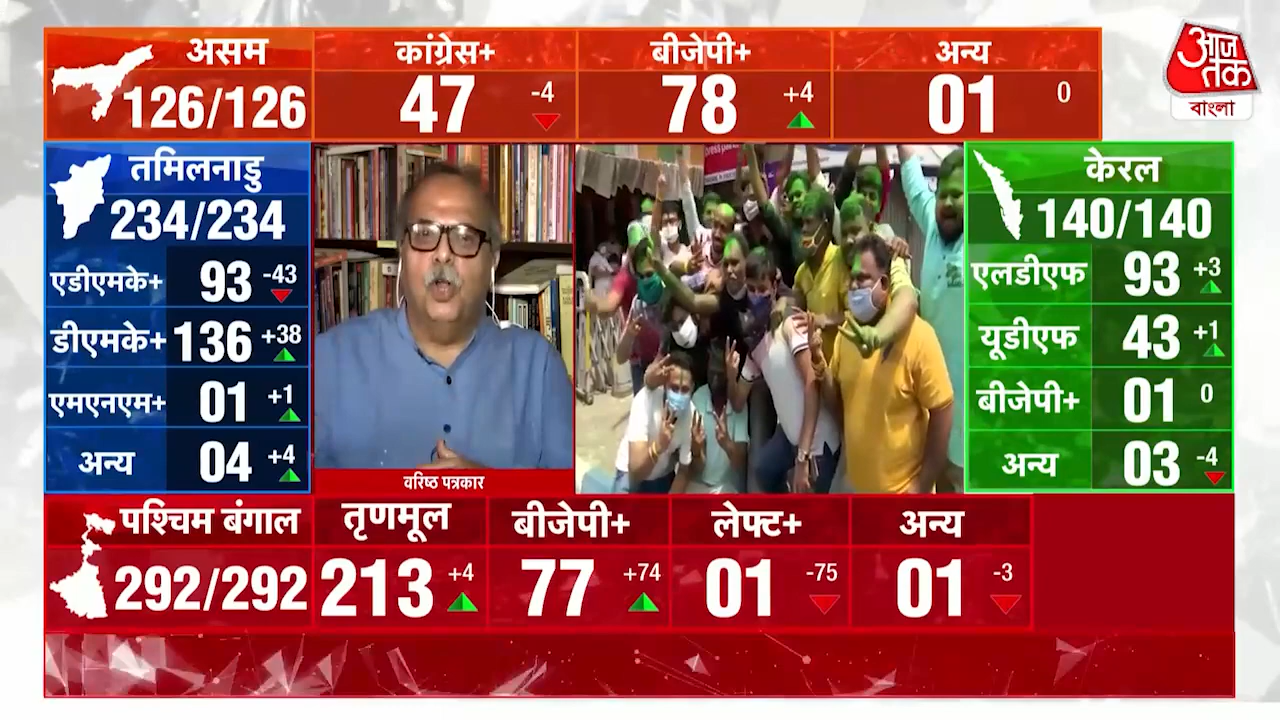 असम
126/126
कांग्रेस+
47
-4
बीजेपी+
78
+4
अन्य
01
0
आज
तक
বাংলা
तमिलनाडु
234/234
एडीएमके+
93
-43
डीएमके+
136
+38
एमएनएम+
01
+1
अन्य
04
+4
वरिष्ठ पत्रकार
केरल
140/140
एलडीएफ
93
+3
यूडीएफ
43
+1
बीजेपी+
01
0
अन्य
03
-4
पश्चिम बंगाल
292/292
तृणमूल
213
+4
बीजेपी+
77
+74
लेफ्ट+
01
-75
अन्य
01
-3